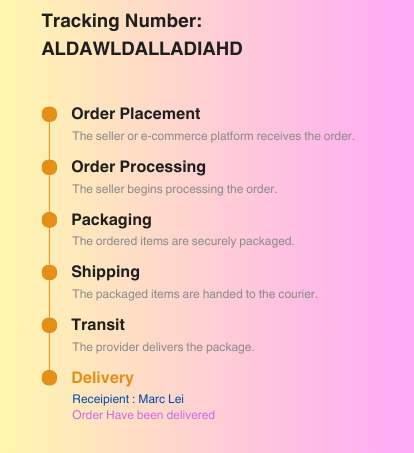 Tracking Number:
ALDAWLDALLADIAHD
Order Placement
The seller or e-commerce platform receives the order.
Order Processing
The seller begins processing the order.
Packaging
The ordered items are securely packaged.
Shipping
The packaged items are handed to the courier.
Transit
The provider delivers the package.
Delivery
Receipient : Marc Lei
Order Have been delivered